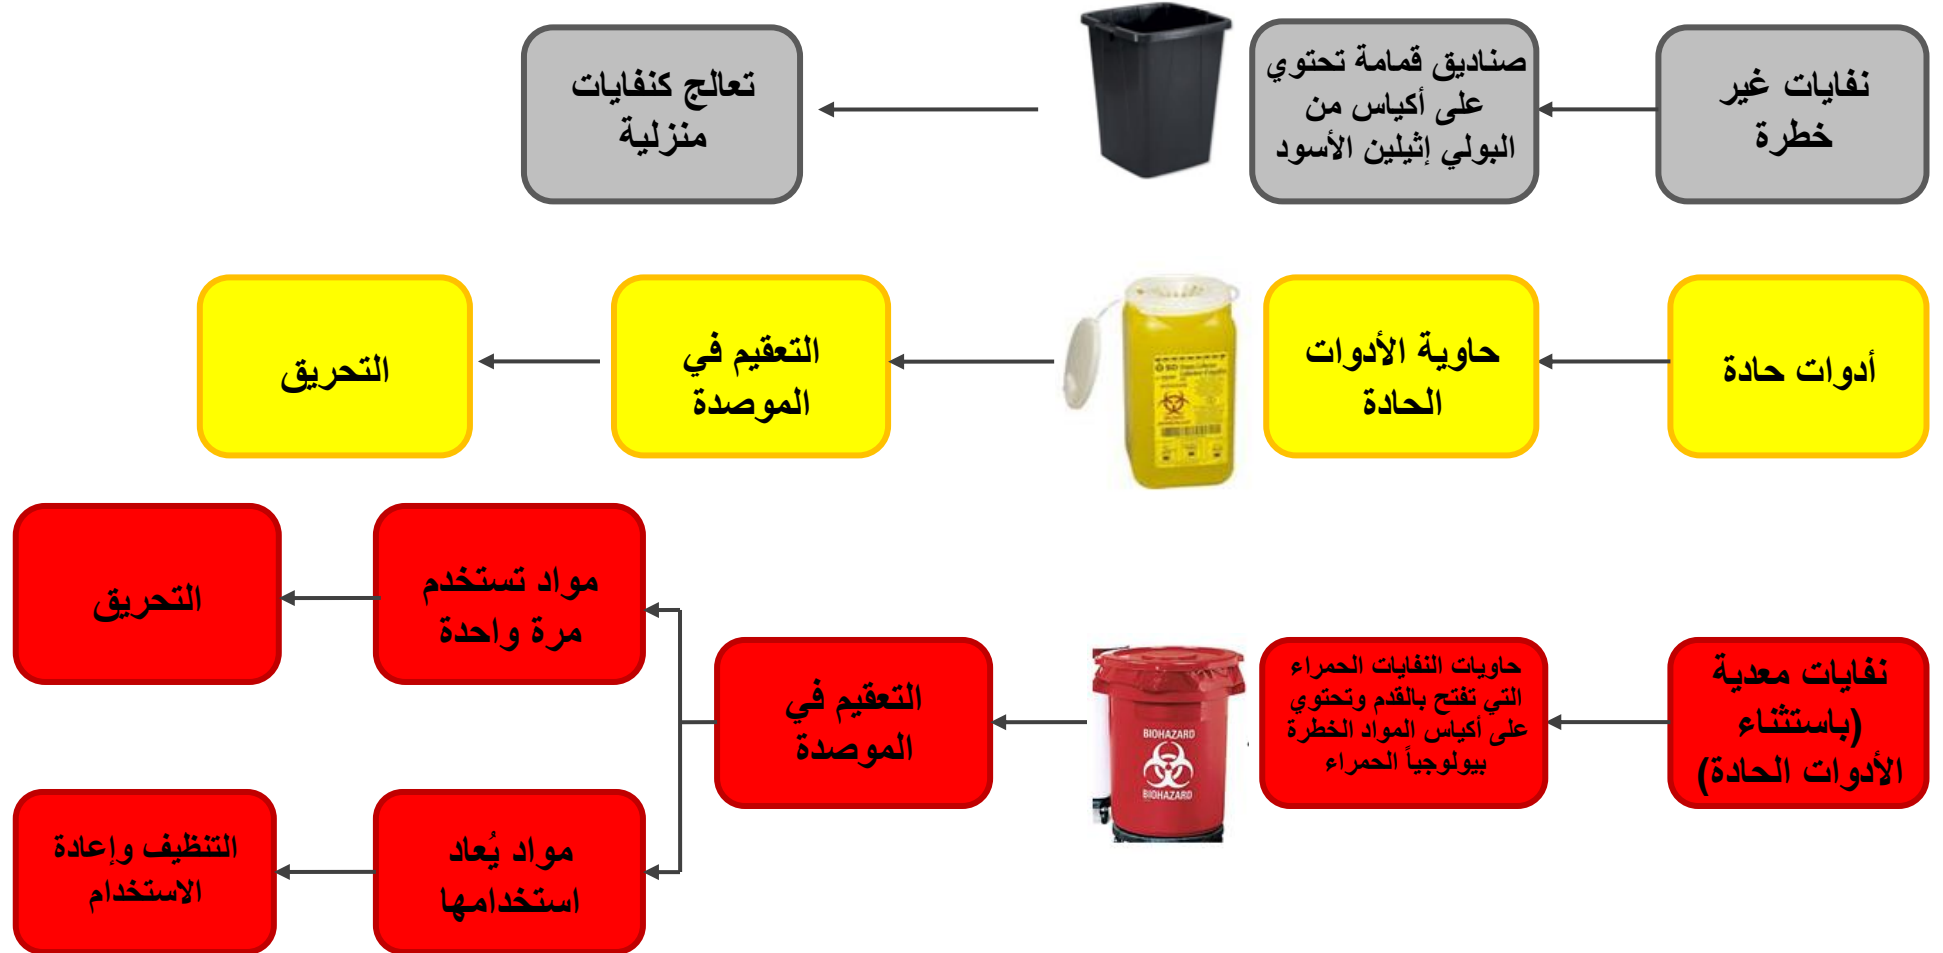 نفايات غير
خطرة
صناديق قمامة تحتوي
على أكياس من
البولي إثيلين الأسود
تعالج كنفايات
منزلية
أدوات حادة
حاوية الأدوات
الحادة
التعقيم في
الموصدة
التحريق
نفايات معدية
(باستثناء
الأدوات الحادة)
حاويات النفايات الحمراء
التي تفتح بالقدم وتحتوي
على أكياس المواد الخطرة
بيولوجياً الحمراء
BIOHAZARD
BIOHAZARD
التعقيم في
الموصدة
مواد تستخدم
مرة واحدة
التحريق
مواد يُعاد
استخدامها
التنظيف وإعادة
الاستخدام